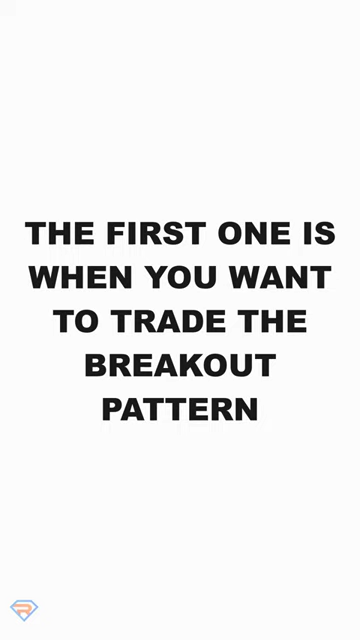 THE FIRST ONE IS
WHEN YOU WANT
TO TRADE THE
BREAKOUT
PATTERN
R